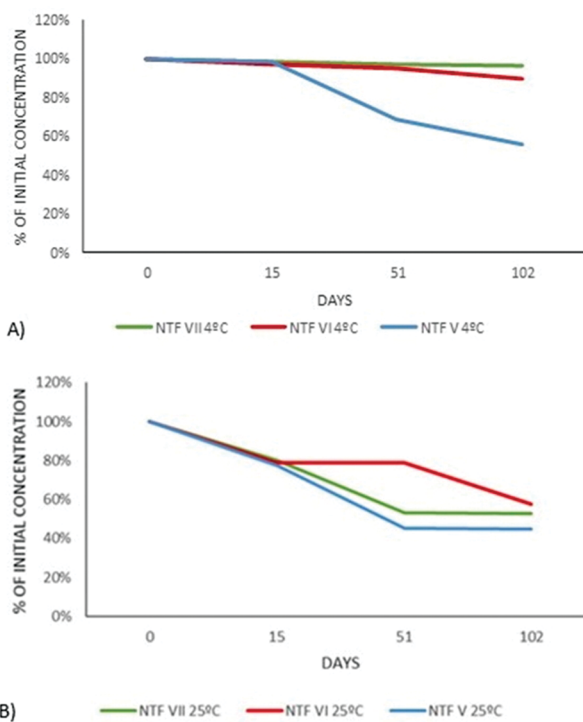 120%
100%
80%
60%
40%
20%
0%
% OF INITIAL CONCENTRATION
0 15 51 102
DAYS
A)
NTF VII 4ºC NTF VI 4ºC NTF V 4ºC
120%
100%
80%
60%
40%
20%
0%
% OF INITIAL CONCENTRATION
0 15 51 102
DAYS
B)
NTF VII 25ºC NTF VI 25ºC NTF V 25ºC